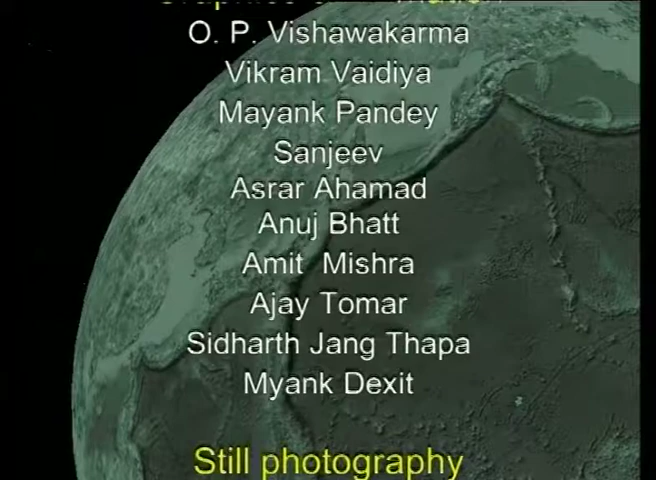 O. P. Vishawakarma
Vikram Vaidiya
Mayank Pandey
Sanjeev
Asrar Ahamad
Anuj Bhatt
Amit Mishra
Ajay Tomar
Sidharth Jang Thapa
Myank Dexit
Still photography